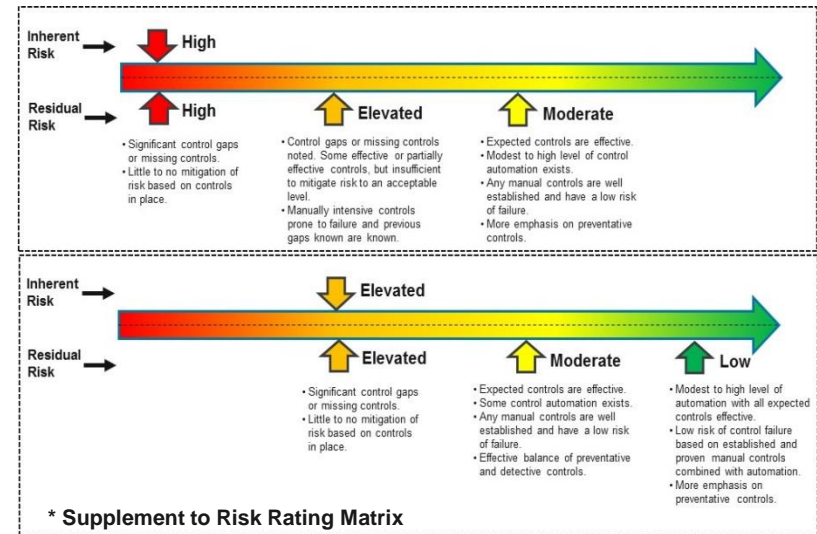 Inherent Risk
High
Residual Risk
High
• Significant control gaps
or missing controls.
• Little to no mitigation of
risk based on controls
in place.
Elevated
• Control gaps or missing controls
noted. Some effective or partially
effective controls, but insufficient
to mitigate risk to an acceptable
level.
• Manually intensive controls
prone to failure and previous
gaps known are known.
Moderate
• Expected controls are effective.
• Modest to high level of control
automation exists.
• Any manual controls are well
established and have a low risk
of failure.
• More emphasis on preventative
controls.
Inherent
Risk
Elevated
Residual
Risk
Elevated
• Significant control gaps
or missing controls.
• Little to no mitigation of
risk based on controls
in place.
Moderate
• Expected controls are effective.
• Some control automation exists.
• Any manual controls are well
established and have a low risk
of failure.
• Effective balance of preventative
and detective controls.
Low
• Modest to high level of
automation with all expected
controls effective.
• Low risk of control failure
based on established and
proven manual controls
combined with automation.
• More emphasis on
preventative controls.
* Supplement to Risk Rating Matrix